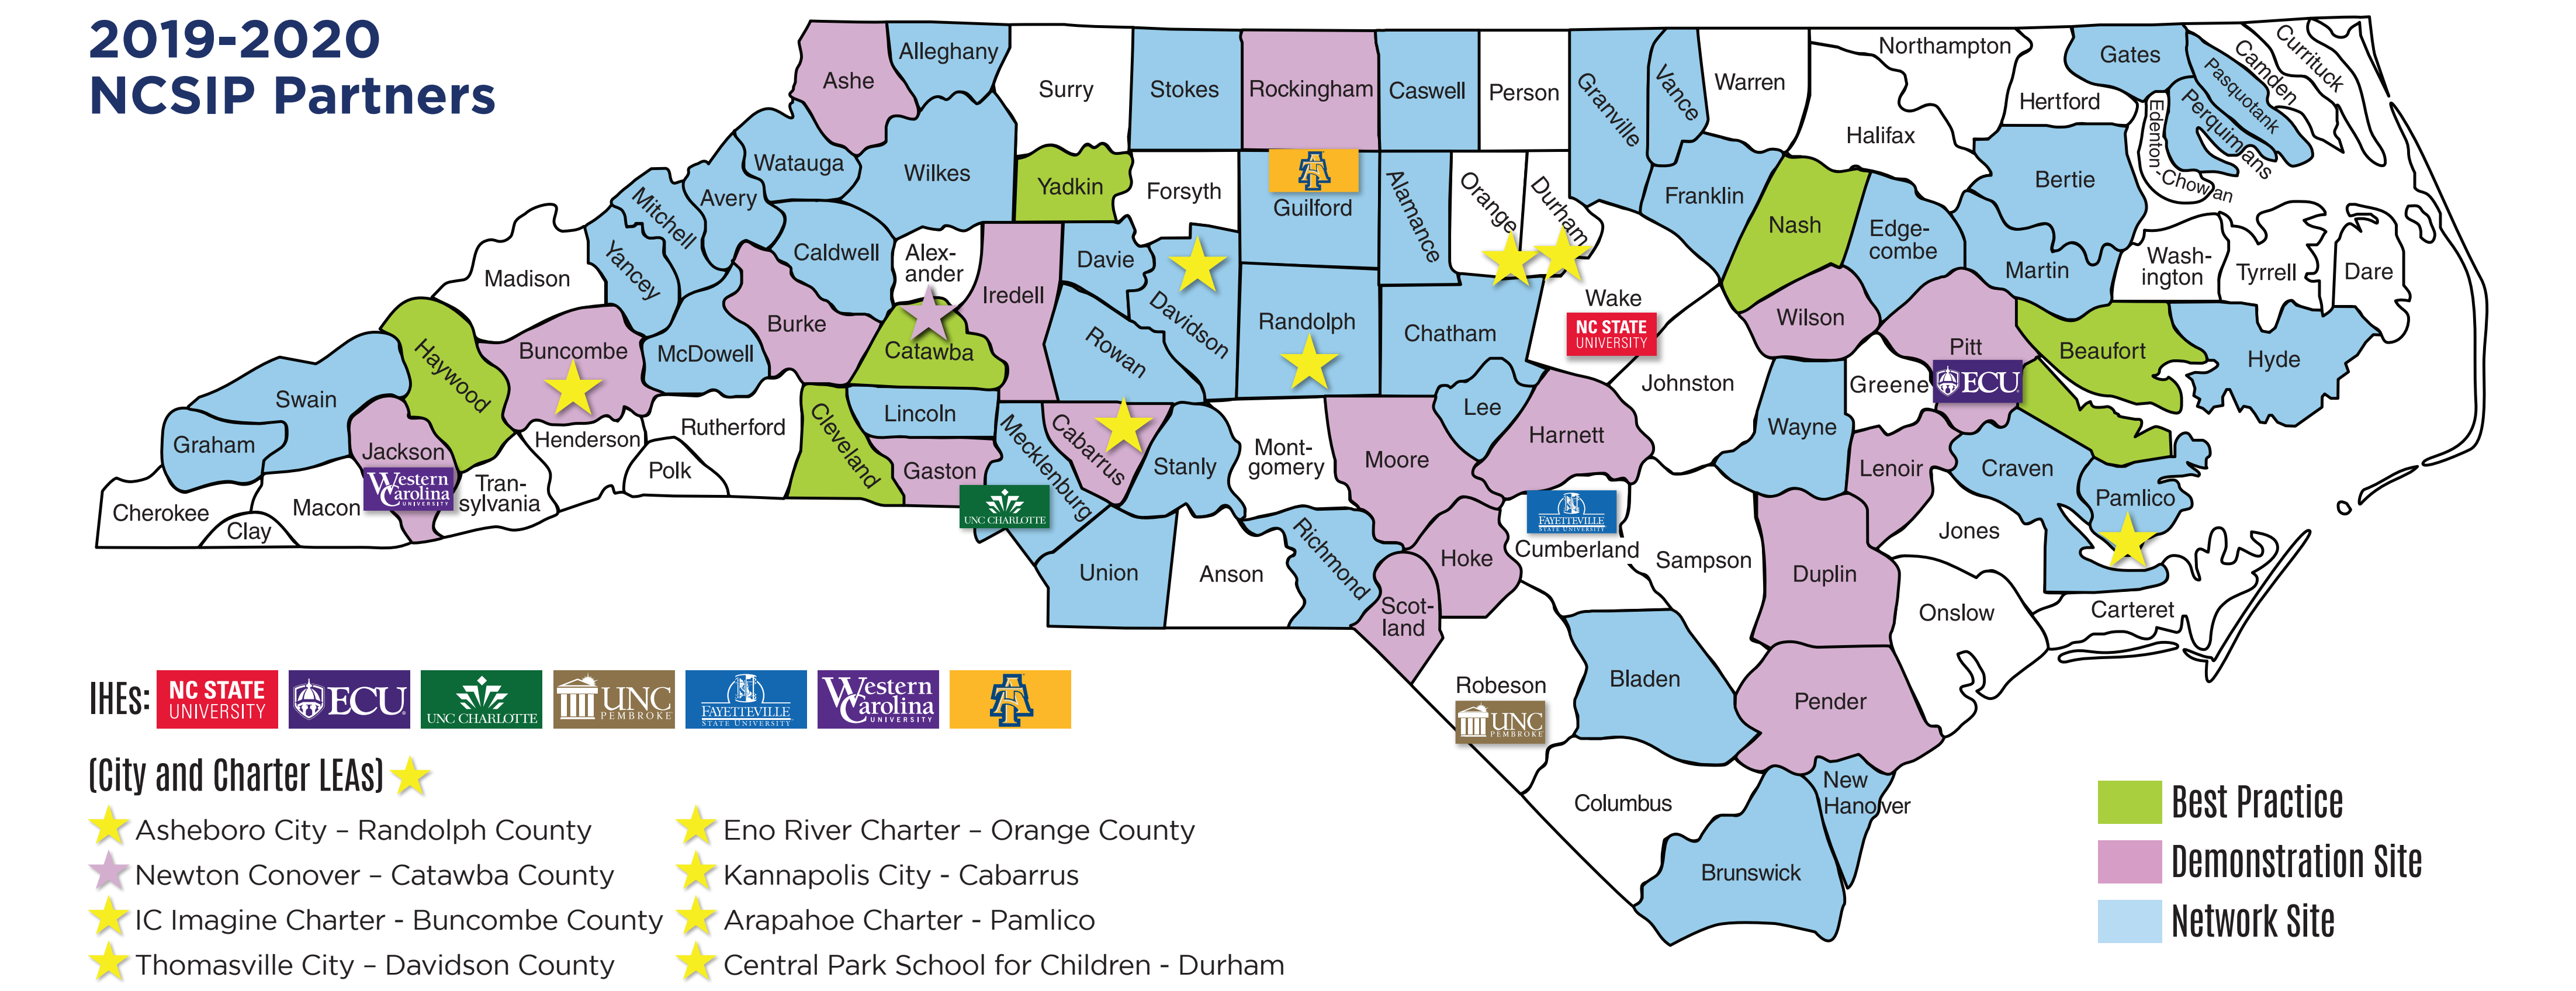 2019-2020
NCSIP Partners
Ashe
Alleghany
Surry
Stokes
Rockingham
Caswell
Person
Granville
Vance
Warren
Northampton
Halifax
Hertford
Gates
Pasquotank
Camden
Currituck
Perquimans
Edenton-Chowan
Bertie
Watauga
Wilkes
Yadkin
Forsyth
Guilford
Alamance
Orange
Durham
Franklin
Nash
Edge-
combe
Martin
Wash-
ington
Tyrrell
Dare
Mitchell
Avery
Yancey
Madison
Caldwell
Alex-
ander
Iredell
Davie
Davidson
Randolph
Chatham
Wake
NC STATE
UNIVERSITY
Johnston
Wilson
Pitt
ECU
Greene
Beaufort
Hyde
Haywood
Buncombe
McDowell
Burke
Catawba
Rowan
Swain
Graham
Jackson
Western
Carolina
UNIVERSITY
Cherokee
Clay
Macon
Tran-
sylvania
Henderson
Polk
Rutherford
Cleveland
Lincoln
Gaston
Mecklenburg
UNC CHARLOTTE
Cabarrus
Stanly
Mont-
gomery
Moore
Lee
Harnett
Wayne
Lenoir
Craven
Pamlico
Jones
Union
Anson
Richmond
Scot-
land
Hoke
FAYETTEVILLE
STATE UNIVERSITY
Cumberland
Sampson
Duplin
Onslow
Carteret
Robeson
UNC
PEMBROKE
Bladen
Pender
Columbus
New
Hanover
Brunswick
IHEs:
NC STATE
UNIVERSITY
ECU
UNC CHARLOTTE
UNC
PEMBROKE
FAYETTEVILLE
STATE UNIVERSITY
Western
Carolina
UNIVERSITY
AT
(City and Charter LEAs)
Asheboro City – Randolph County
Newton Conover – Catawba County
IC Imagine Charter - Buncombe County
Thomasville City – Davidson County
Eno River Charter – Orange County
Kannapolis City - Cabarrus
Arapahoe Charter - Pamlico
Central Park School for Children - Durham
Best Practice
Demonstration Site
Network Site